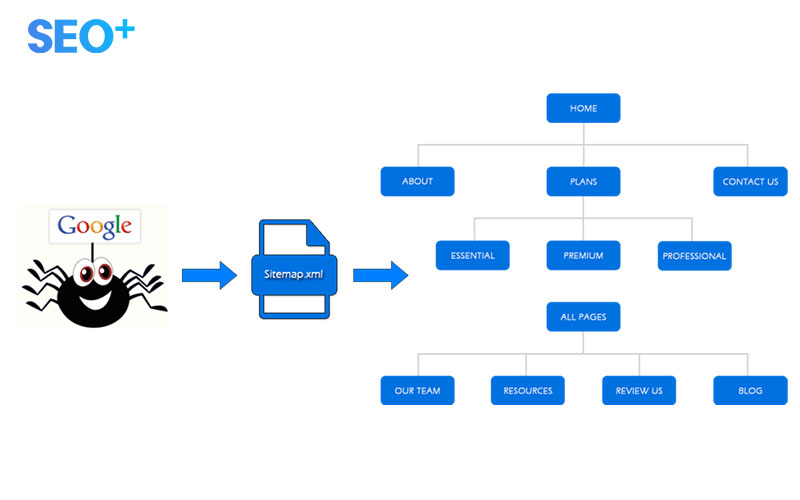 SEO+
HOME
ABOUT
PLANS
CONTACT US
Google
Sitemap.xml
ESSENTIAL
PREMIUM
PROFESSIONAL
ALL PAGES
OUR TEAM
RESOURCES
REVIEW US
BLOG